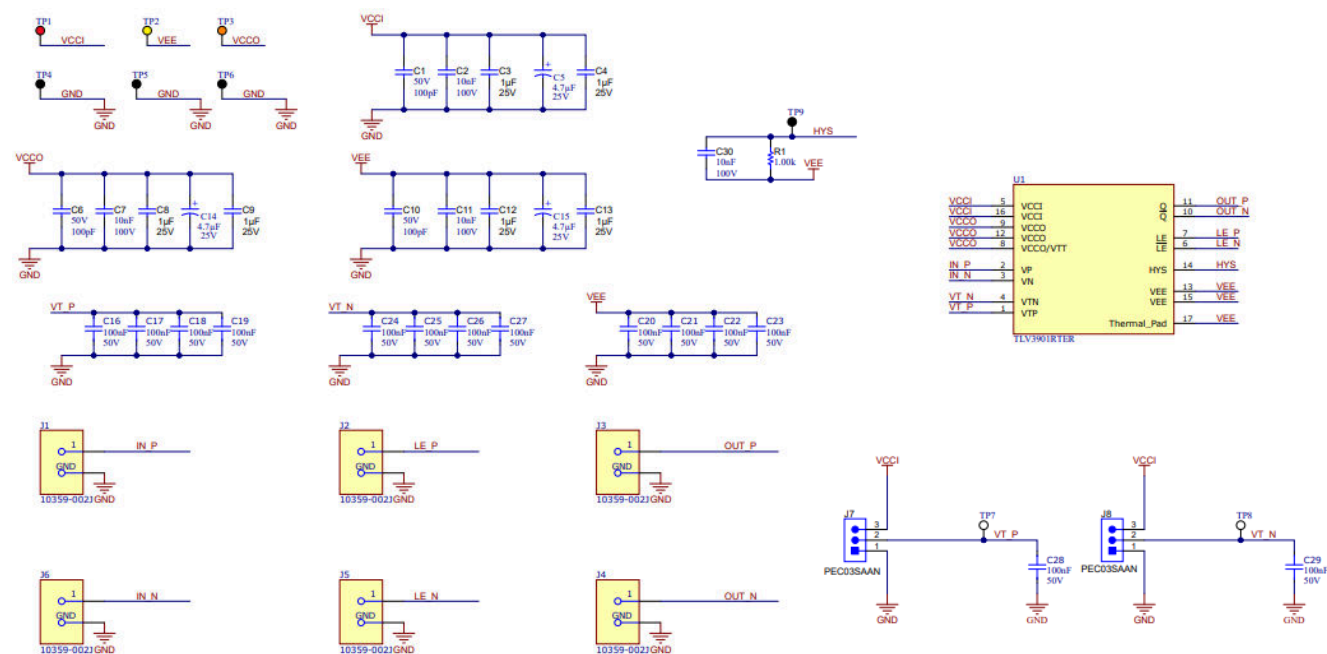 TP1
VCCI
TP2
VEE
TP3
VCCO
TP4
GND
GND
TP5
GND
GND
TP6
GND
GND
VCCI
C1
50V
100pF
C2
10nF
100V
C3
1µF
25V
C5
4.7µF
25V
C4
1µF
25V
GND
TP9
HYS
C30
10nF
100V
R1
1.00k
VEE
VCCO
C6
50V
100pF
C7
10nF
100V
C8
1µF
25V
C14
4.7µF
25V
C9
1µF
25V
GND
VEE
C10
50V
100pF
C11
10nF
100V
C12
1µF
25V
C15
4.7µF
25V
C13
1µF
25V
GND
U1
VCCI 5 VCCI
VCCI 16 VCCI
VCCO 9 VCCO
VCCO 12 VCCO
VCCO 8 VCCO/VTT
IN_P 2 VP
IN_N 3 VN
VT_N 4 VTN
VT_P 1 VTP
Q 11 OUT_P
Q 10 OUT_N
LE 7 LE_P
LE 6 LE_N
HYS 14 HYS
VEE 13 VEE
VEE 15 VEE
Thermal_Pad 17 VEE
TLV3901RTER
VT_P
C16
100nF
50V
C17
100nF
50V
C18
100nF
50V
C19
100nF
50V
GND
VT_N
C24
100nF
50V
C25
100nF
50V
C26
100nF
50V
C27
100nF
50V
GND
VEE
C20
100nF
50V
C21
100nF
50V
C22
100nF
50V
C23
100nF
50V
GND
J1
1
IN_P
GND
10359-002J
GND
J2
1
LE_P
GND
10359-002J
GND
J3
1
OUT_P
GND
10359-002J
GND
J6
1
IN_N
GND
10359-002J
GND
J5
1
LE_N
GND
10359-002J
GND
J4
1
OUT_N
GND
10359-002J
GND
VCCI
J7
3
2
1
PEC03SAAN
TP7
VT_P
C28
100nF
50V
GND
GND
VCCI
J8
3
2
1
PEC03SAAN
TP8
VT_N
C29
100nF
50V
GND
GND